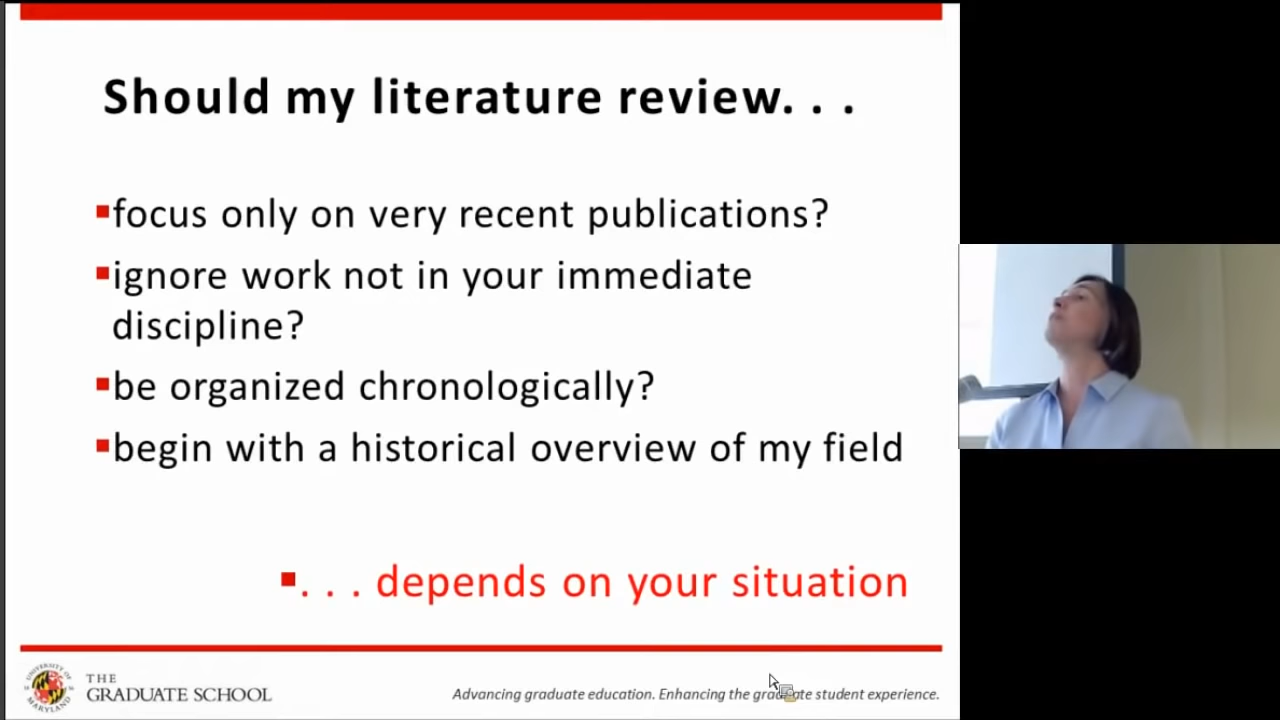 Should my literature review. . .
▪focus only on very recent publications?
▪ignore work not in your immediate
discipline?
▪be organized chronologically?
▪begin with a historical overview of my field
▪. . . depends on your situation
UNIVERSITY OF
MARYLAND
THE
GRADUATE SCHOOL
Advancing graduate education. Enhancing the graduate student experience.